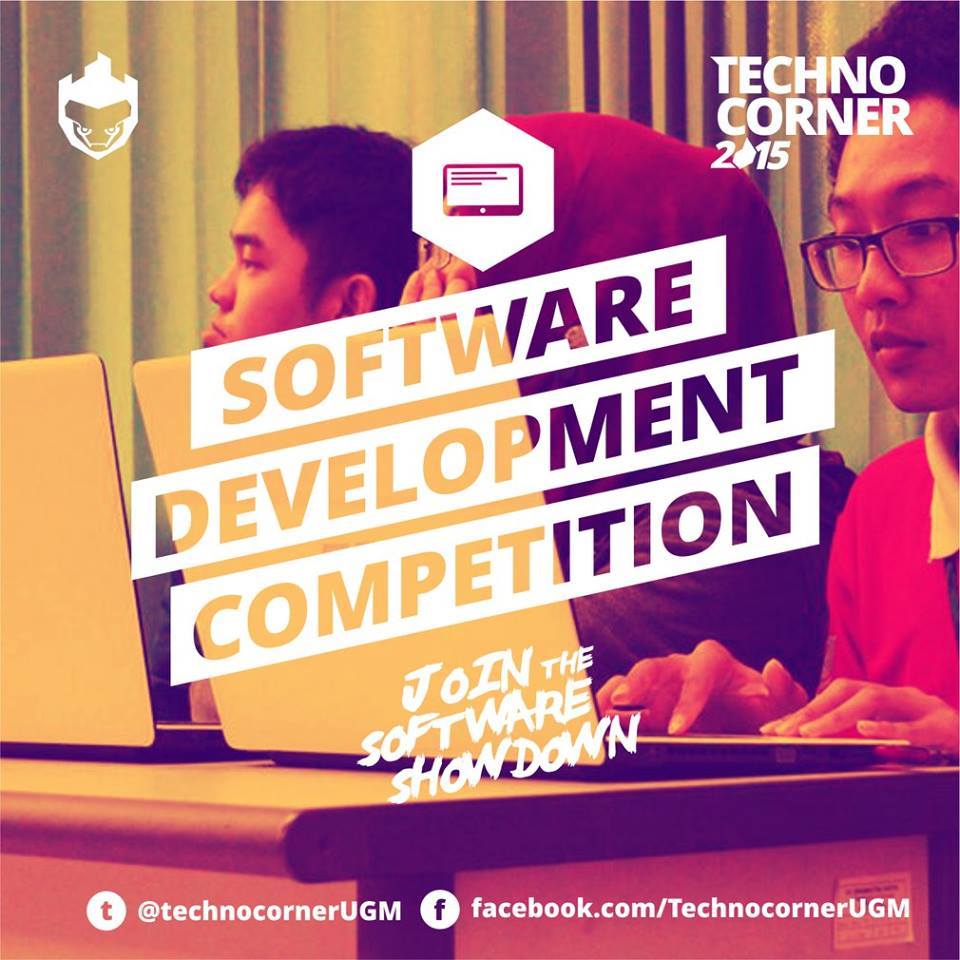 TECHNO
CORNER
2015
SOFTWARE
DEVELOPMENT
COMPETITION
JOIN THE
SOFTWARE
SHOWDOWN
t @technocornerUGM f facebook.com/TechnocornerUGM